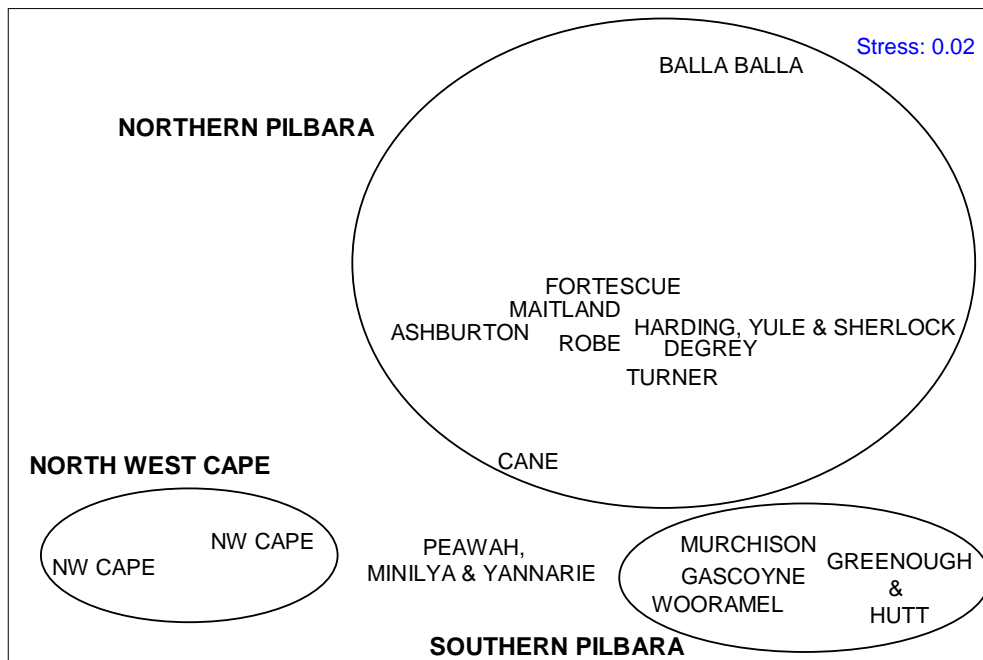 Stress: 0.02
BALLA BALLA
NORTHERN PILBARA
FORTESCUE
MAITLAND
ASHBURTON
HARDING, YULE & SHERLOCK
ROBE
DEGREY
TURNER
CANE
NORTH WEST CAPE
NW CAPE
NW CAPE
PEAWAH,
MINILYA & YANNARIE
MURCHISON
GASCOYNE
WOORAMEL
GREENOUGH
&
HUTT
SOUTHERN PILBARA